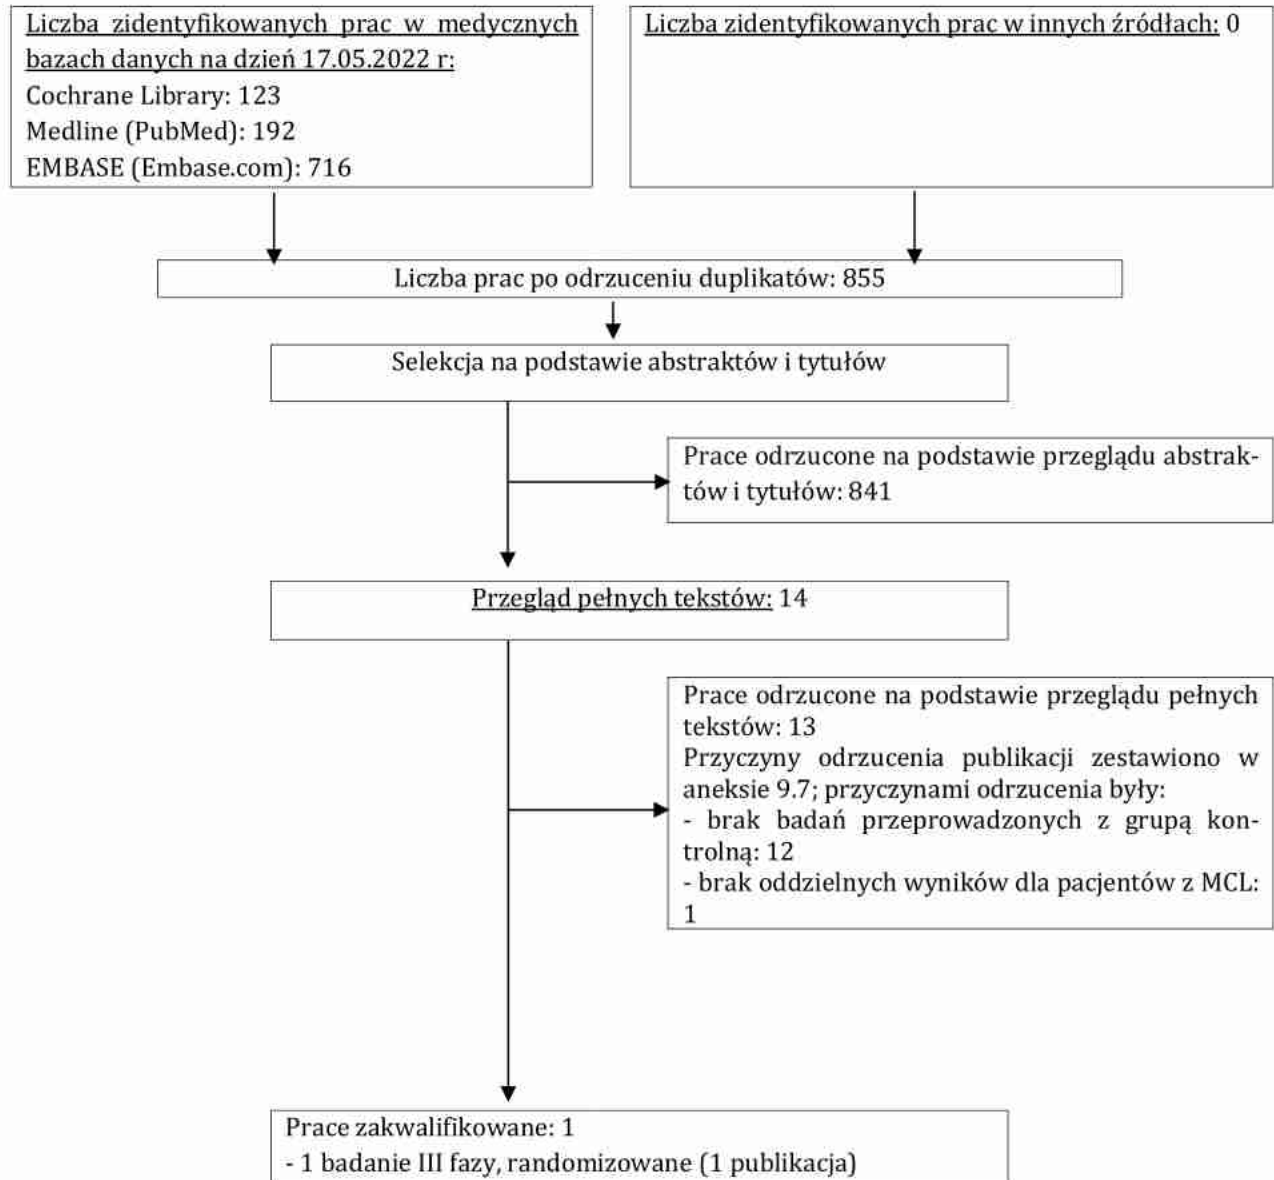 Liczba zidentyfikowanych prac w medycznych
bazach danych na dzień 17.05.2022 r:
Cochrane Library: 123
Medline (PubMed): 192
EMBASE (Embase.com): 716
Liczba zidentyfikowanych prac w innych źródłach: 0
Liczba prac po odrzuceniu duplikatów: 855
Selekcja na podstawie abstraktów i tytułów
Prace odrzucone na podstawie przeglądu abstrak-
tów i tytułów: 841
Przegląd pełnych tekstów: 14
Prace odrzucone na podstawie przeglądu pełnych
tekstów: 13
Przyczyny odrzucenia publikacji zestawiono w
aneksie 9.7; przyczynami odrzucenia były:
- brak badań przeprowadzonych z grupą kon-
trolną: 12
- brak oddzielnych wyników dla pacjentów z MCL:
1
Prace zakwalifikowane: 1
- 1 badanie III fazy, randomizowane (1 publikacja)